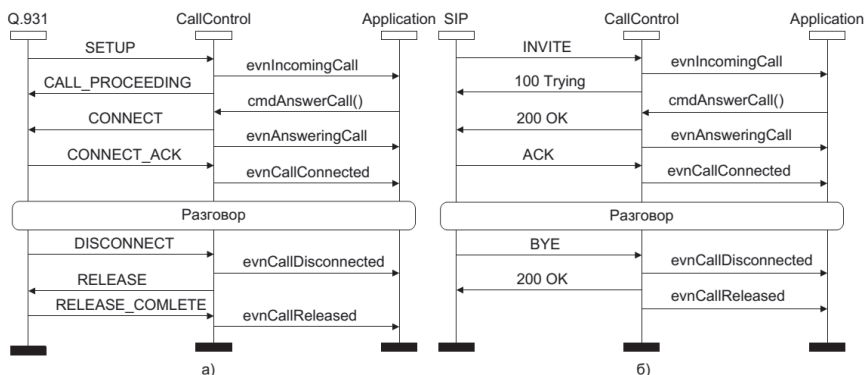 Q.931 CallControl Application
SETUP
evnIncomingCall
CALL_PROCEEDING
cmdAnswerCall()
CONNECT
evnAnsweringCall
CONNECT_ACK
evnCallConnected
Разговор
DISCONNECT
evnCallDisconnected
RELEASE
RELEASE_COMLETE
evnCallReleased
а)
SIP CallControl Application
INVITE
evnIncomingCall
100 Trying
cmdAnswerCall()
200 OK
evnAnsweringCall
ACK
evnCallConnected
Разговор
BYE
evnCallDisconnected
200 OK
evnCallReleased
б)